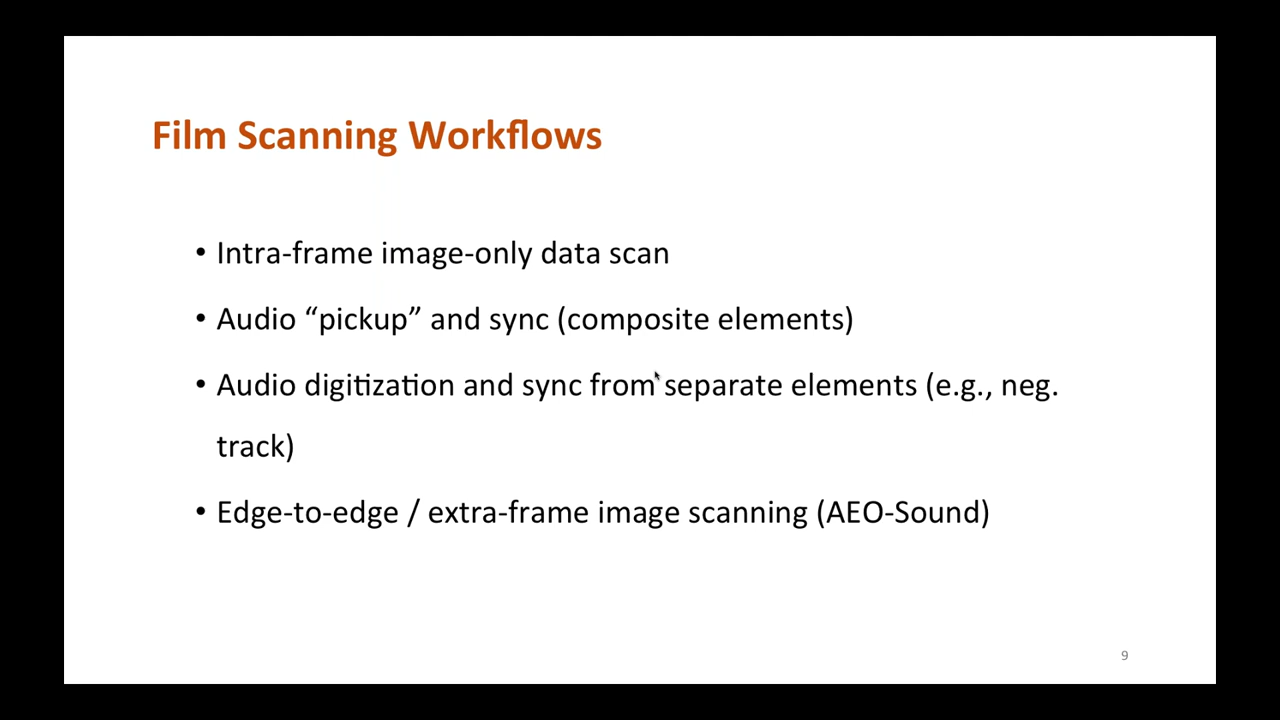 Film Scanning Workflows
• Intra-frame image-only data scan
• Audio “pickup” and sync (composite elements)
• Audio digitization and sync from separate elements (e.g., neg.
track)
• Edge-to-edge / extra-frame image scanning (AEO-Sound)
9